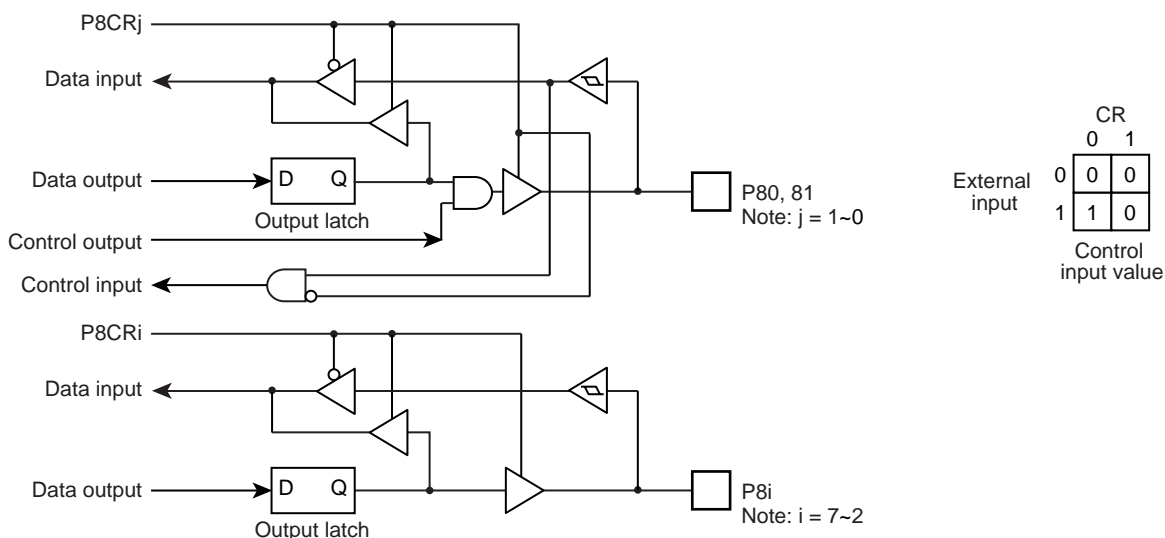 P8CRj
Data input
Data output
D Q
Output latch
Control output
Control input
P80, 81
Note: j = 1~0
CR
0 1
External
input
0 0 0
1 1 0
Control
input value
P8CRi
Data input
Data output
D Q
Output latch
P8i
Note: i = 7~2